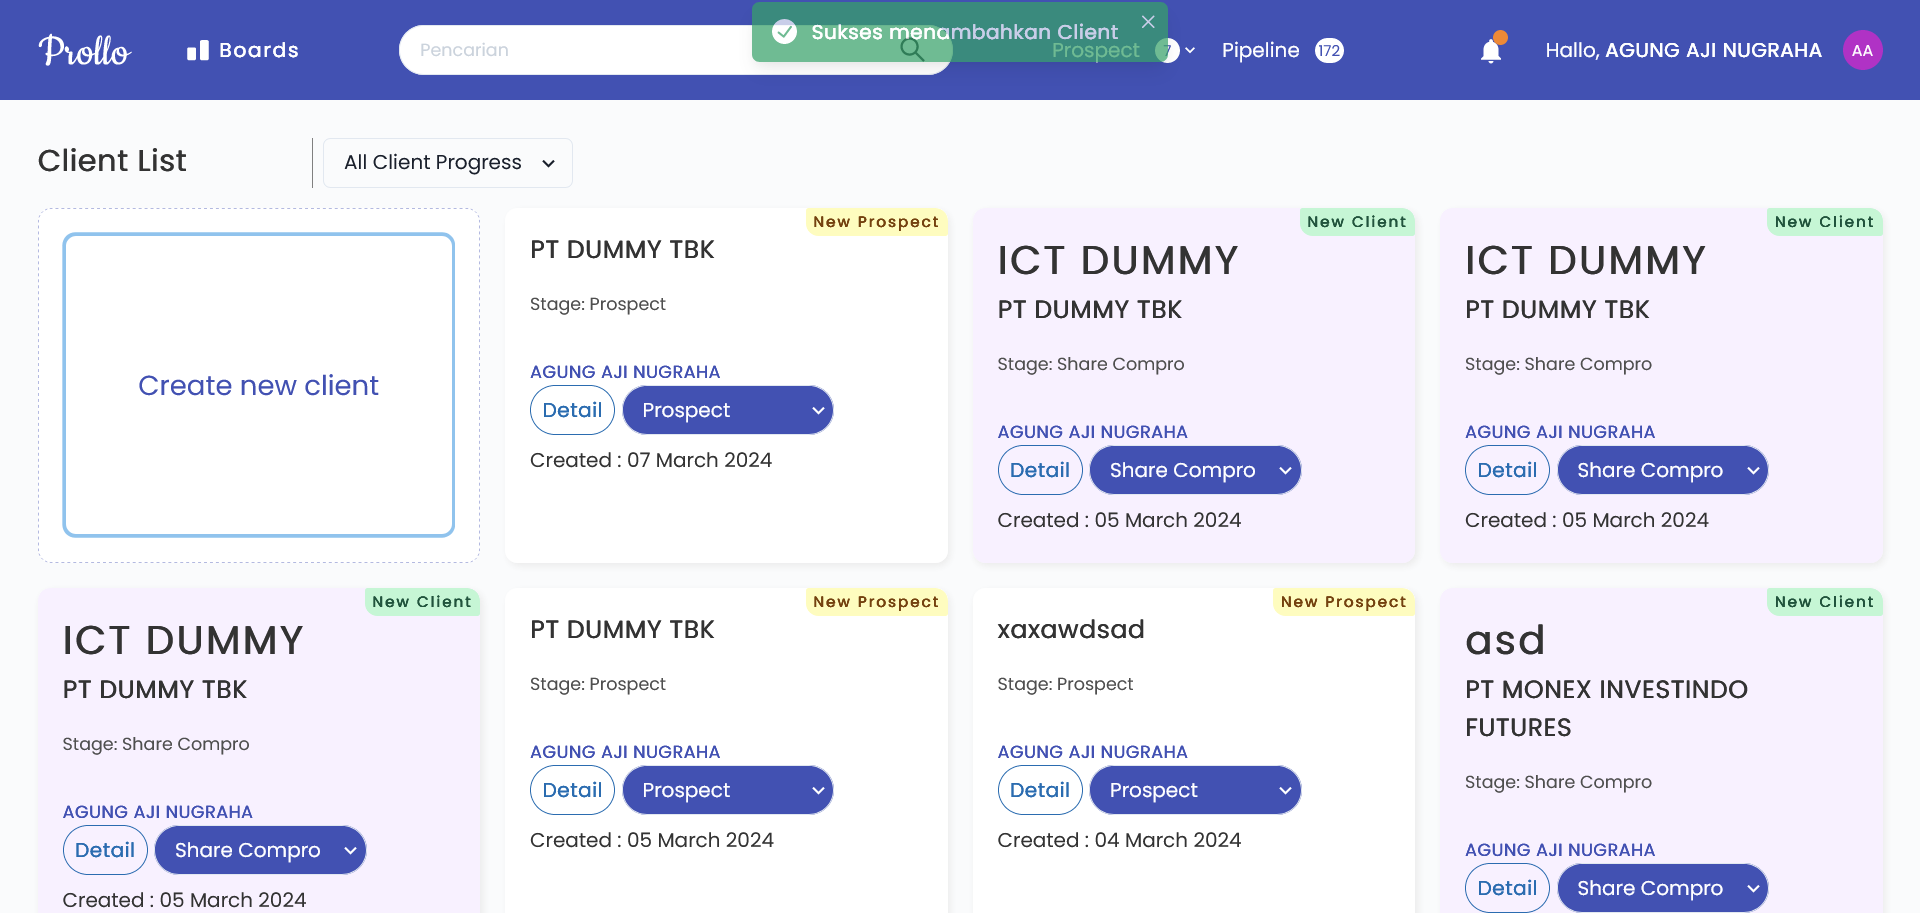 Prollo
Boards
Pencarian
Sukses menambahkan Client
Prospect 7
Pipeline 172
Hallo, AGUNG AJI NUGRAHA
AA
Client List
All Client Progress
Create new client
New Prospect
PT DUMMY TBK
Stage: Prospect
AGUNG AJI NUGRAHA
Detail Prospect
Created : 07 March 2024
New Client
ICT DUMMY
PT DUMMY TBK
Stage: Share Compro
AGUNG AJI NUGRAHA
Detail Share Compro
Created : 05 March 2024
New Client
ICT DUMMY
PT DUMMY TBK
Stage: Share Compro
AGUNG AJI NUGRAHA
Detail Share Compro
Created : 05 March 2024
New Client
ICT DUMMY
PT DUMMY TBK
Stage: Share Compro
AGUNG AJI NUGRAHA
Detail Share Compro
Created : 05 March 2024
New Prospect
PT DUMMY TBK
Stage: Prospect
AGUNG AJI NUGRAHA
Detail Prospect
Created : 05 March 2024
New Prospect
xaxawdsad
Stage: Prospect
AGUNG AJI NUGRAHA
Detail Prospect
Created : 04 March 2024
New Client
asd
PT MONEX INVESTINDO
FUTURES
Stage: Share Compro
AGUNG AJI NUGRAHA
Detail Share Compro